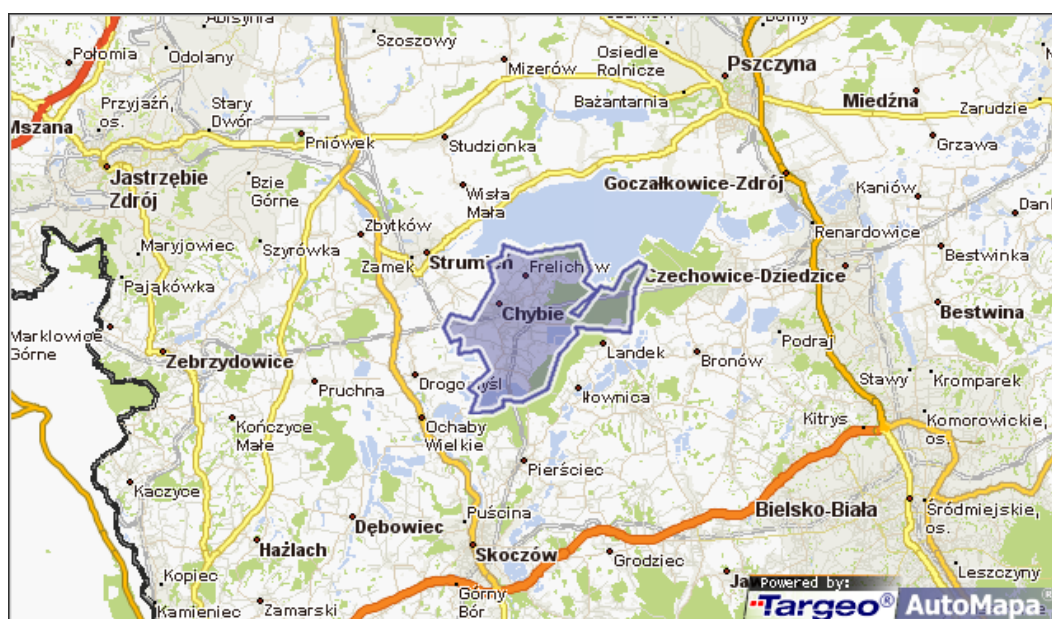 Szoszowy
Połomia
Odolany
Mizerów
Osiedle
Rolnicze
Pszczyna
Bażantarnia
Miedźna
Zarudzie
Przyjaźń,
os.
Stary
Dwór
Mszana
Pniówek
Studzionka
Grzawa
Jastrzębie
Zdrój
Bzie
Górne
Wisła
Mała
Goczałkowice-Zdrój
Kaniów
Zbytków
Renardowice
Maryjowiec
Szyrówka
Zamek
Strumień
Frelich
Czechowice-Dziedzice
Bestwinka
Pająkówka
Chybie
Bestwina
Marklowice
Górne
Zebrzydowice
Landek
Bronów
Podraj
Pruchna
Iłownica
Stawy
Kromparek
Kończyce
Małe
Ochaby
Wielkie
Kitrys
Komorowickie,
os.
Pierściec
Kaczyce
Dębowiec
Puścina
Bielsko-Biała
Śródmiejskie,
os.
Hażlach
Skoczów
Grodziec
Leszczyny
Kopiec
Górny
Bór
Kamieniec
Zamarski
Powered by:
Targeo® AutoMapa®